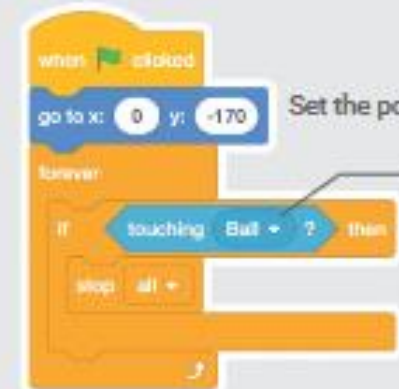 when clicked
go to x: 0 y: -170
Set the po
forever
if touching Ball ? then
stop all